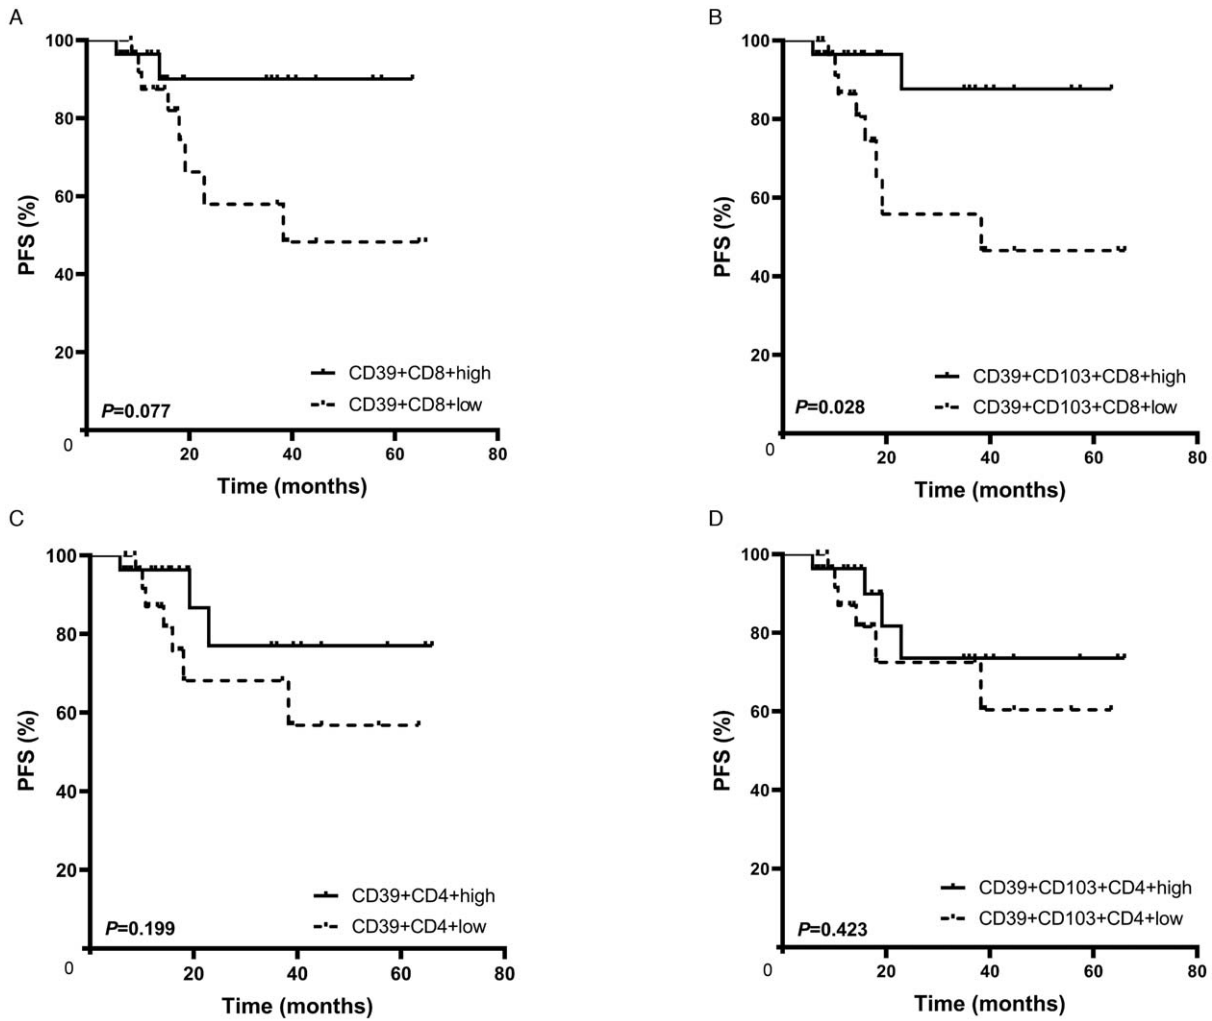 A
PFS (%)
100
80
60
40
20
0
20
40
60
80
Time (months)
CD39+CD8+high
CD39+CD8+low
P=0.077
B
PFS (%)
100
80
60
40
20
0
20
40
60
80
Time (months)
CD39+CD103+CD8+high
CD39+CD103+CD8+low
P=0.028
C
PFS (%)
100
80
60
40
20
0
20
40
60
80
Time (months)
CD39+CD4+high
CD39+CD4+low
P=0.199
D
PFS (%)
100
80
60
40
20
0
20
40
60
80
Time (months)
CD39+CD103+CD4+high
CD39+CD103+CD4+low
P=0.423